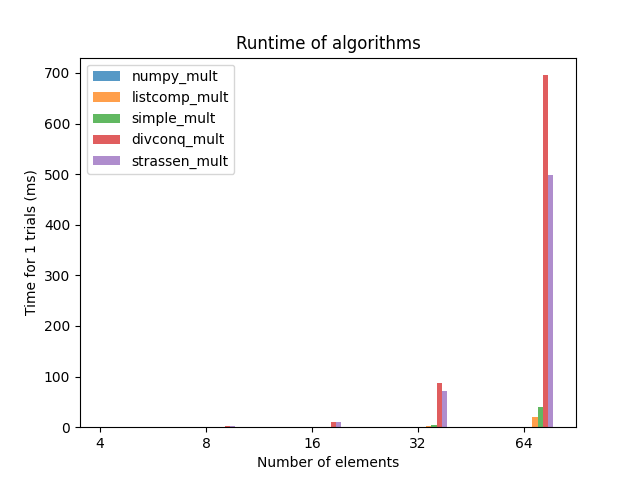 Runtime of algorithms
numpy_mult
listcomp_mult
simple_mult
divconq_mult
strassen_mult
Time for 1 trials (ms)
700
600
500
400
300
200
100
0
4 8 16 32 64
Number of elements